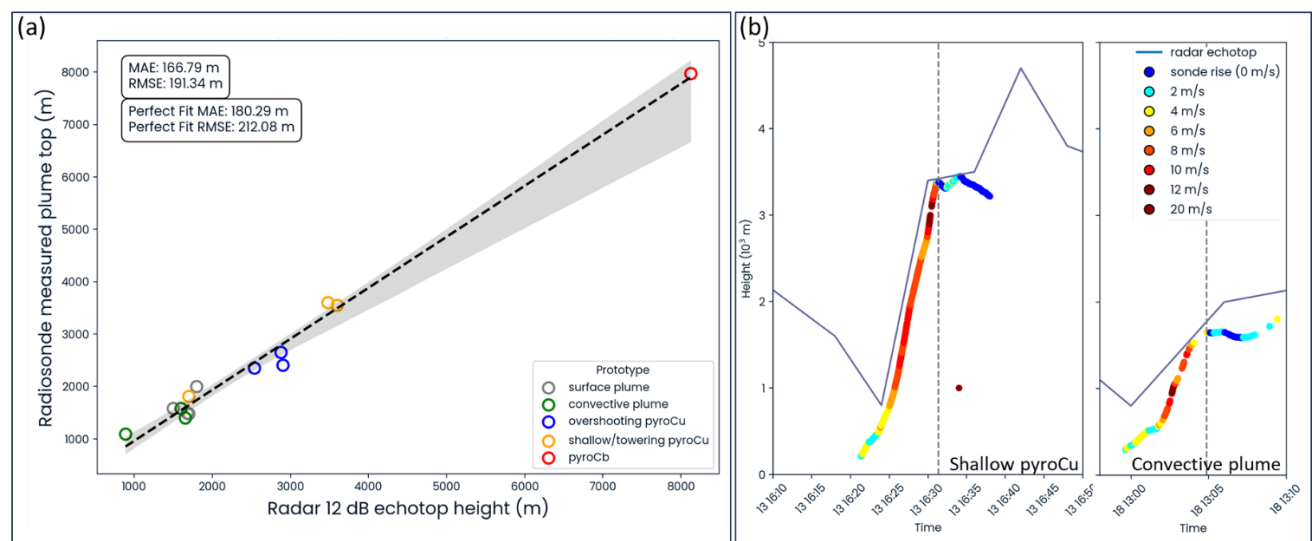 (a)
MAE: 166.79 m
RMSE: 191.34 m
Perfect Fit MAE: 180.29 m
Perfect Fit RMSE: 212.08 m
Radiosonde measured plume top (m)
8000
7000
6000
5000
4000
3000
2000
1000
Prototype
surface plume
convective plume
overshooting pyroCu
shallow/towering pyroCu
pyroCb
1000 2000 3000 4000 5000 6000 7000 8000
Radar 12 dB echotop height (m)
(b)
Height (10³ m)
5
4
3
2
1
0
Shallow pyroCu
13 16:10 13 16:15 13 16:20 13 16:25 13 16:30 13 16:35 13 16:40 13 16:45 13 16:50
Time
radar echotop
sonde rise (0 m/s)
2 m/s
4 m/s
6 m/s
8 m/s
10 m/s
12 m/s
20 m/s
Convective plume
18 13:00 18 13:05 18 13:10
Time